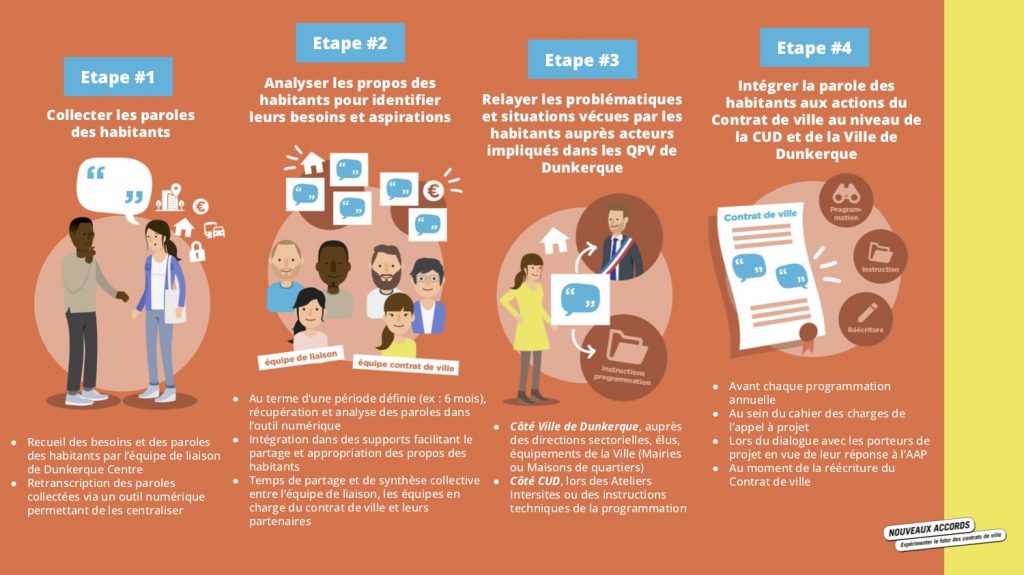 Etape #1
Collecter les paroles
des habitants
● Recueil des besoins et des paroles
des habitants par l'équipe de liaison
de Dunkerque Centre
● Retranscription des paroles
collectées via un outil numérique
permettant de les centraliser
Etape #2
Analyser les propos des
habitants pour identifier
leurs besoins et aspirations
équipe de liaison
équipe contrat de ville
● Au terme d'une période définie (ex : 6 mois),
récupération et analyse des paroles dans
l'outil numérique
● Intégration dans des supports facilitant le
partage et appropriation des propos des
habitants
● Temps de partage et de synthèse collective
entre l'équipe de liaison, les équipes en
charge du contrat de ville et leurs
partenaires
Etape #3
Relayer les problématiques
et situations vécues par les
habitants auprès acteurs
impliqués dans les QPV de
Dunkerque
Instructions
programmation
● Côté Ville de Dunkerque, auprès
des directions sectorielles, élus,
équipements de la Ville (Mairies
ou Maisons de quartiers)
● Côté CUD, lors des Ateliers
Intersites ou des instructions
techniques de la programmation
Etape #4
Intégrer la parole des
habitants aux actions du
Contrat de ville au niveau de
la CUD et de la Ville de
Dunkerque
Contrat de ville
Program-
mation
Instruction
Réécriture
● Avant chaque programmation
annuelle
● Au sein du cahier des charges de
l'appel à projet
● Lors du dialogue avec les porteurs de
projet en vue de leur réponse à l'AAP
● Au moment de la réécriture du
Contrat de ville
NOUVEAUX ACCORDS
Expérimenter le futur des contrats de ville